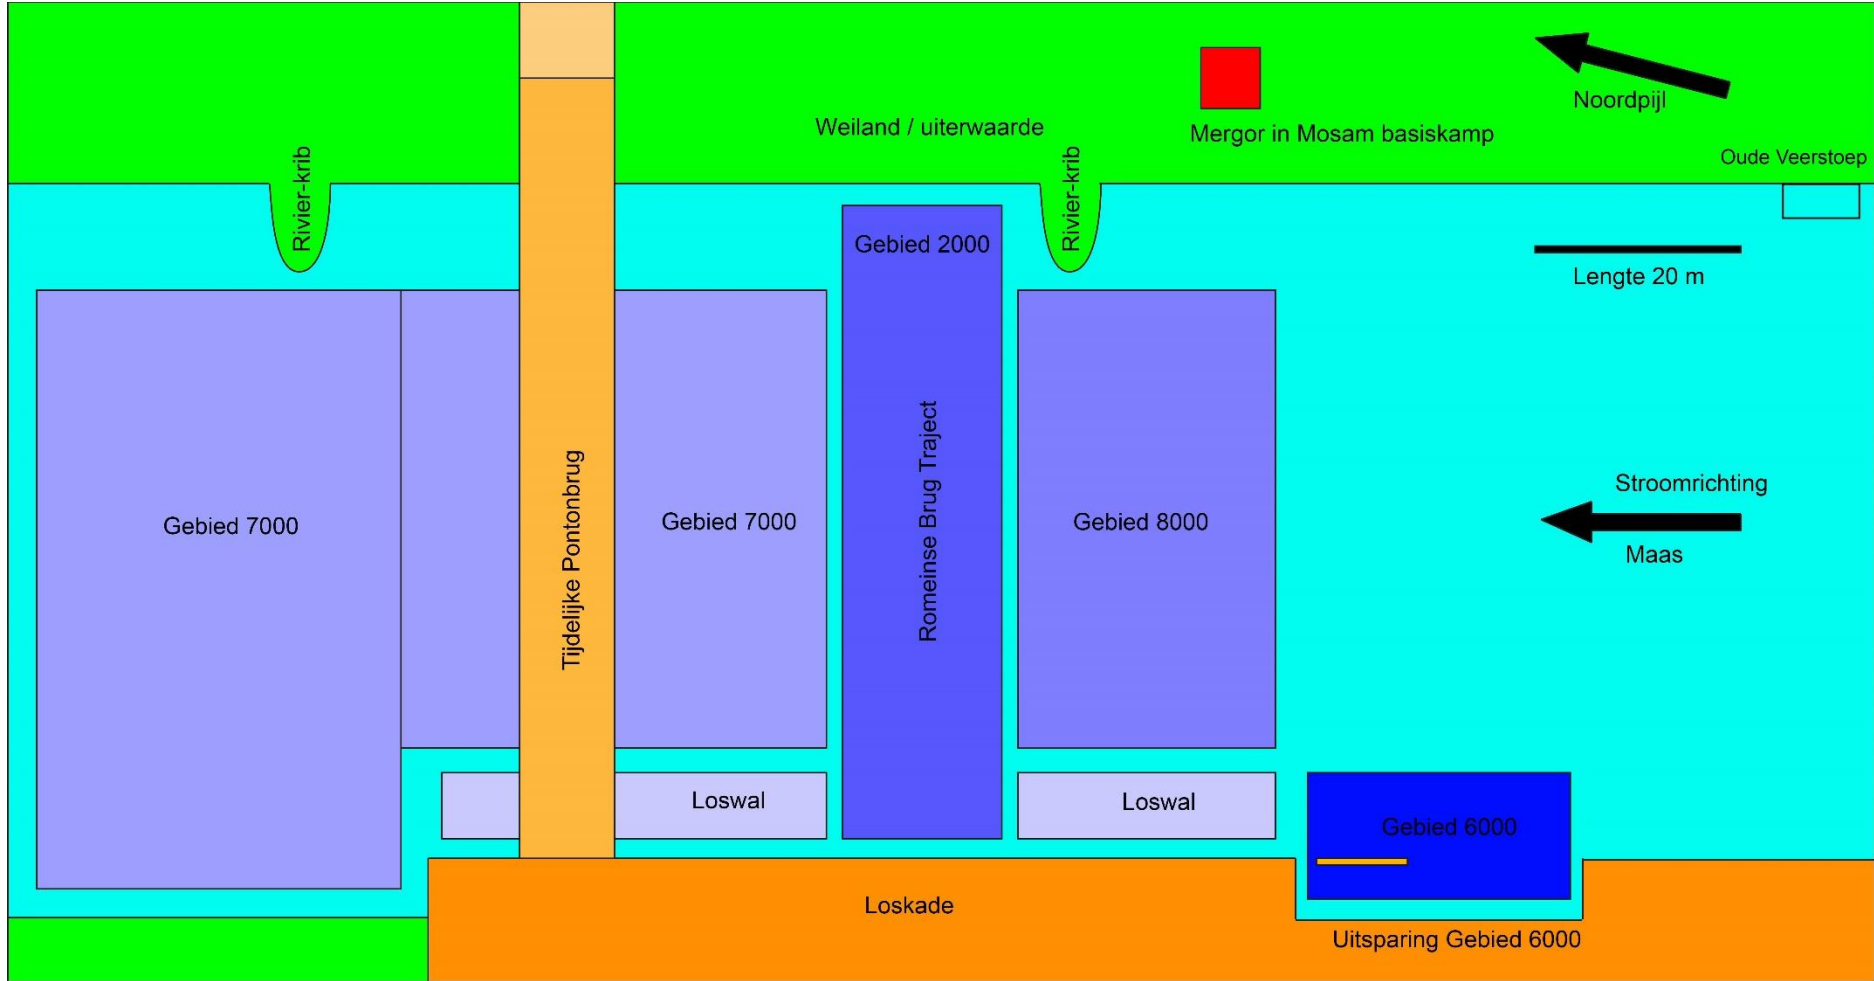 Noordpijl
Weiland / uiterwaarde
Mergor in Mosam basiskamp
Oude Veerstoep
Rivier-krib
Rivier-krib
Gebied 2000
Lengte 20 m
Tijdelijke Pontonbrug
Romeinse Brug Traject
Gebied 7000
Gebied 7000
Gebied 8000
Stroomrichting
Maas
Loswal
Loswal
Gebied 6000
Loskade
Uitsparing Gebied 6000